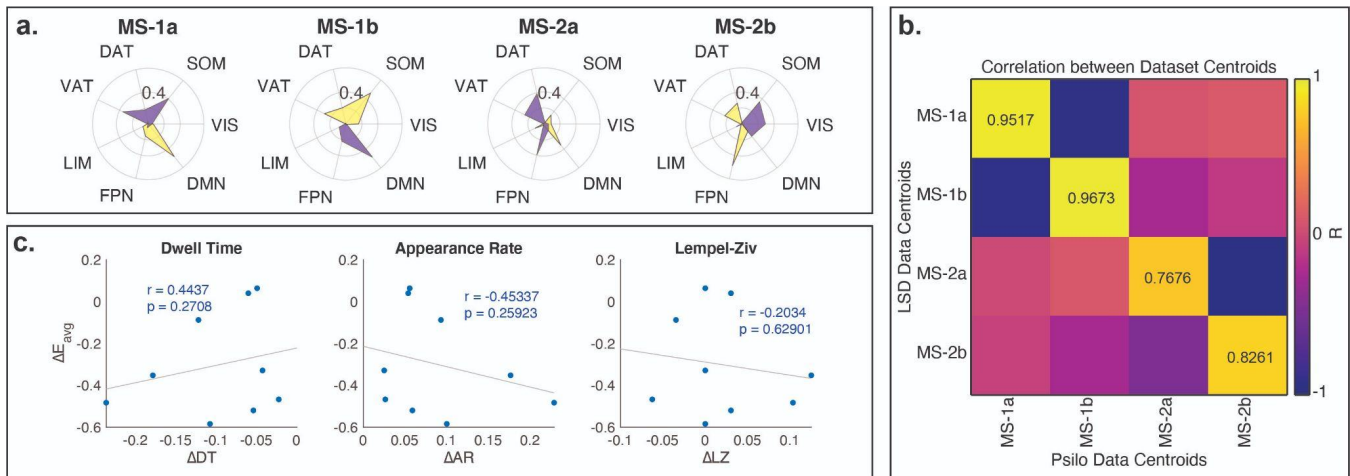 a.
MS-1a
MS-1b
MS-2a
MS-2b
DAT
SOM
VAT
0.4
VIS
LIM
FPN
DMN
DAT
SOM
VAT
0.4
VIS
LIM
FPN
DMN
DAT
SOM
VAT
0.4
VIS
LIM
FPN
DMN
DAT
SOM
VAT
0.4
VIS
LIM
FPN
DMN
b.
Correlation between Dataset Centroids
LSD Data Centroids
MS-1a
MS-1b
MS-2a
MS-2b
0.9517
0.9673
0.7676
0.8261
MS-1a
MS-1b
MS-2a
MS-2b
Psilo Data Centroids
1
0
-1
R
c.
Dwell Time
ΔEavg
0.2
0
-0.2
-0.4
-0.6
r = 0.4437
p = 0.2708
-0.2
-0.15
-0.1
-0.05
0
ΔDT
Appearance Rate
0.2
0
-0.2
-0.4
-0.6
r = -0.45337
p = 0.25923
0
0.05
0.1
0.15
0.2
ΔAR
Lempel-Ziv
0.2
0
-0.2
-0.4
-0.6
r = -0.2034
p = 0.62901
-0.1
-0.05
0
0.05
0.1
ΔLZ